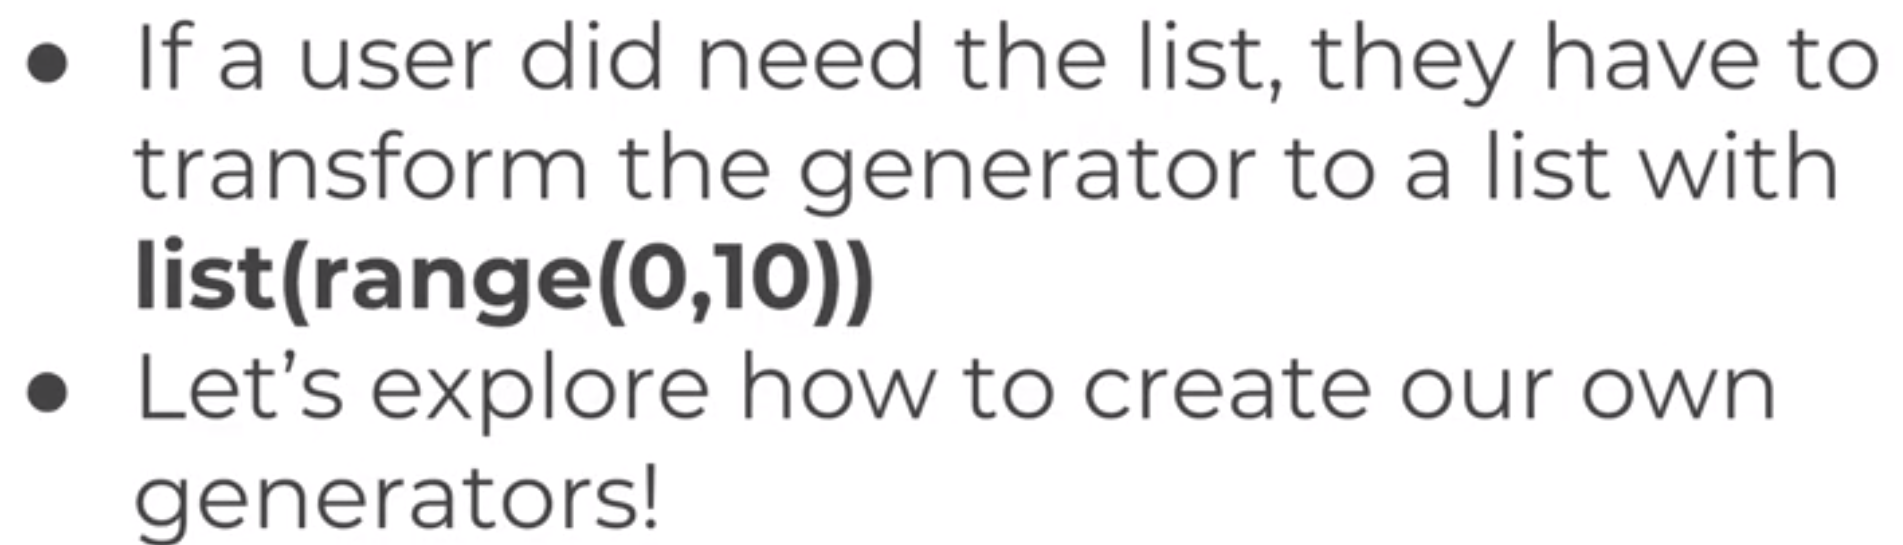 ● If a user did need the list, they have to
transform the generator to a list with
list(range(0,10))
● Let’s explore how to create our own
generators!